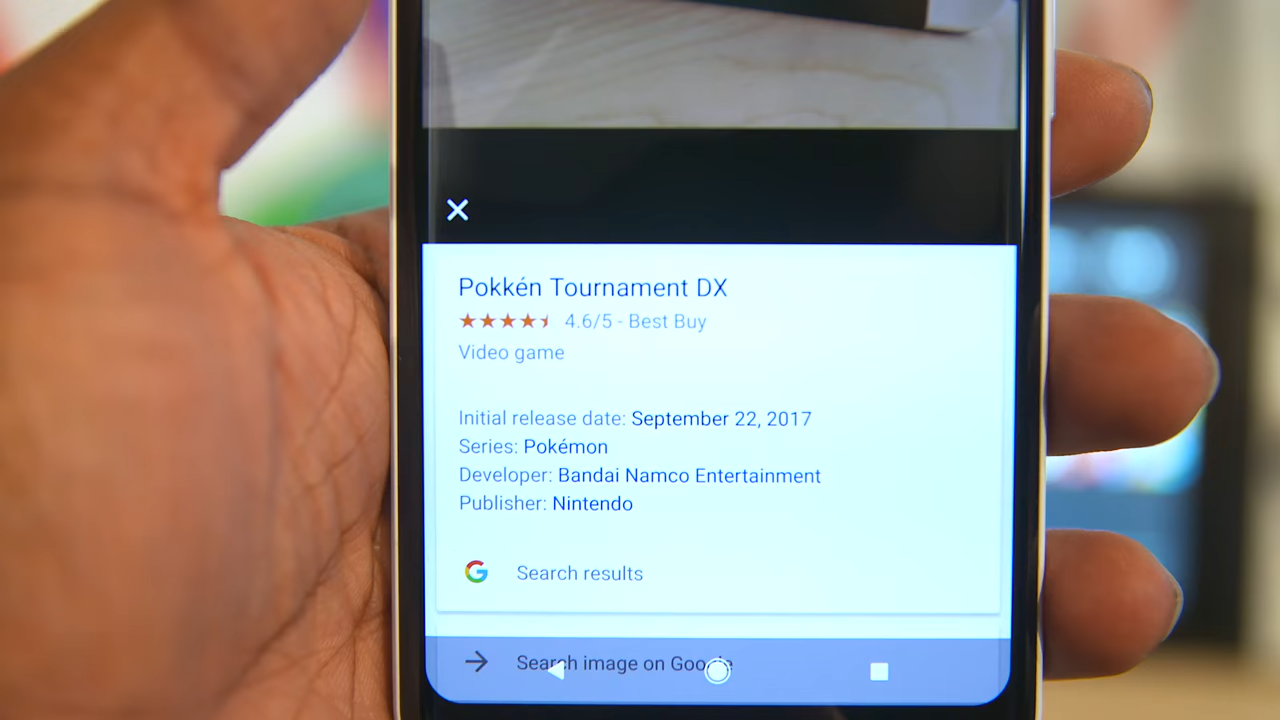 Pokkén Tournament DX
4.6/5 - Best Buy
Video game
Initial release date: September 22, 2017
Series: Pokémon
Developer: Bandai Namco Entertainment
Publisher: Nintendo
Search results
Search image on Google